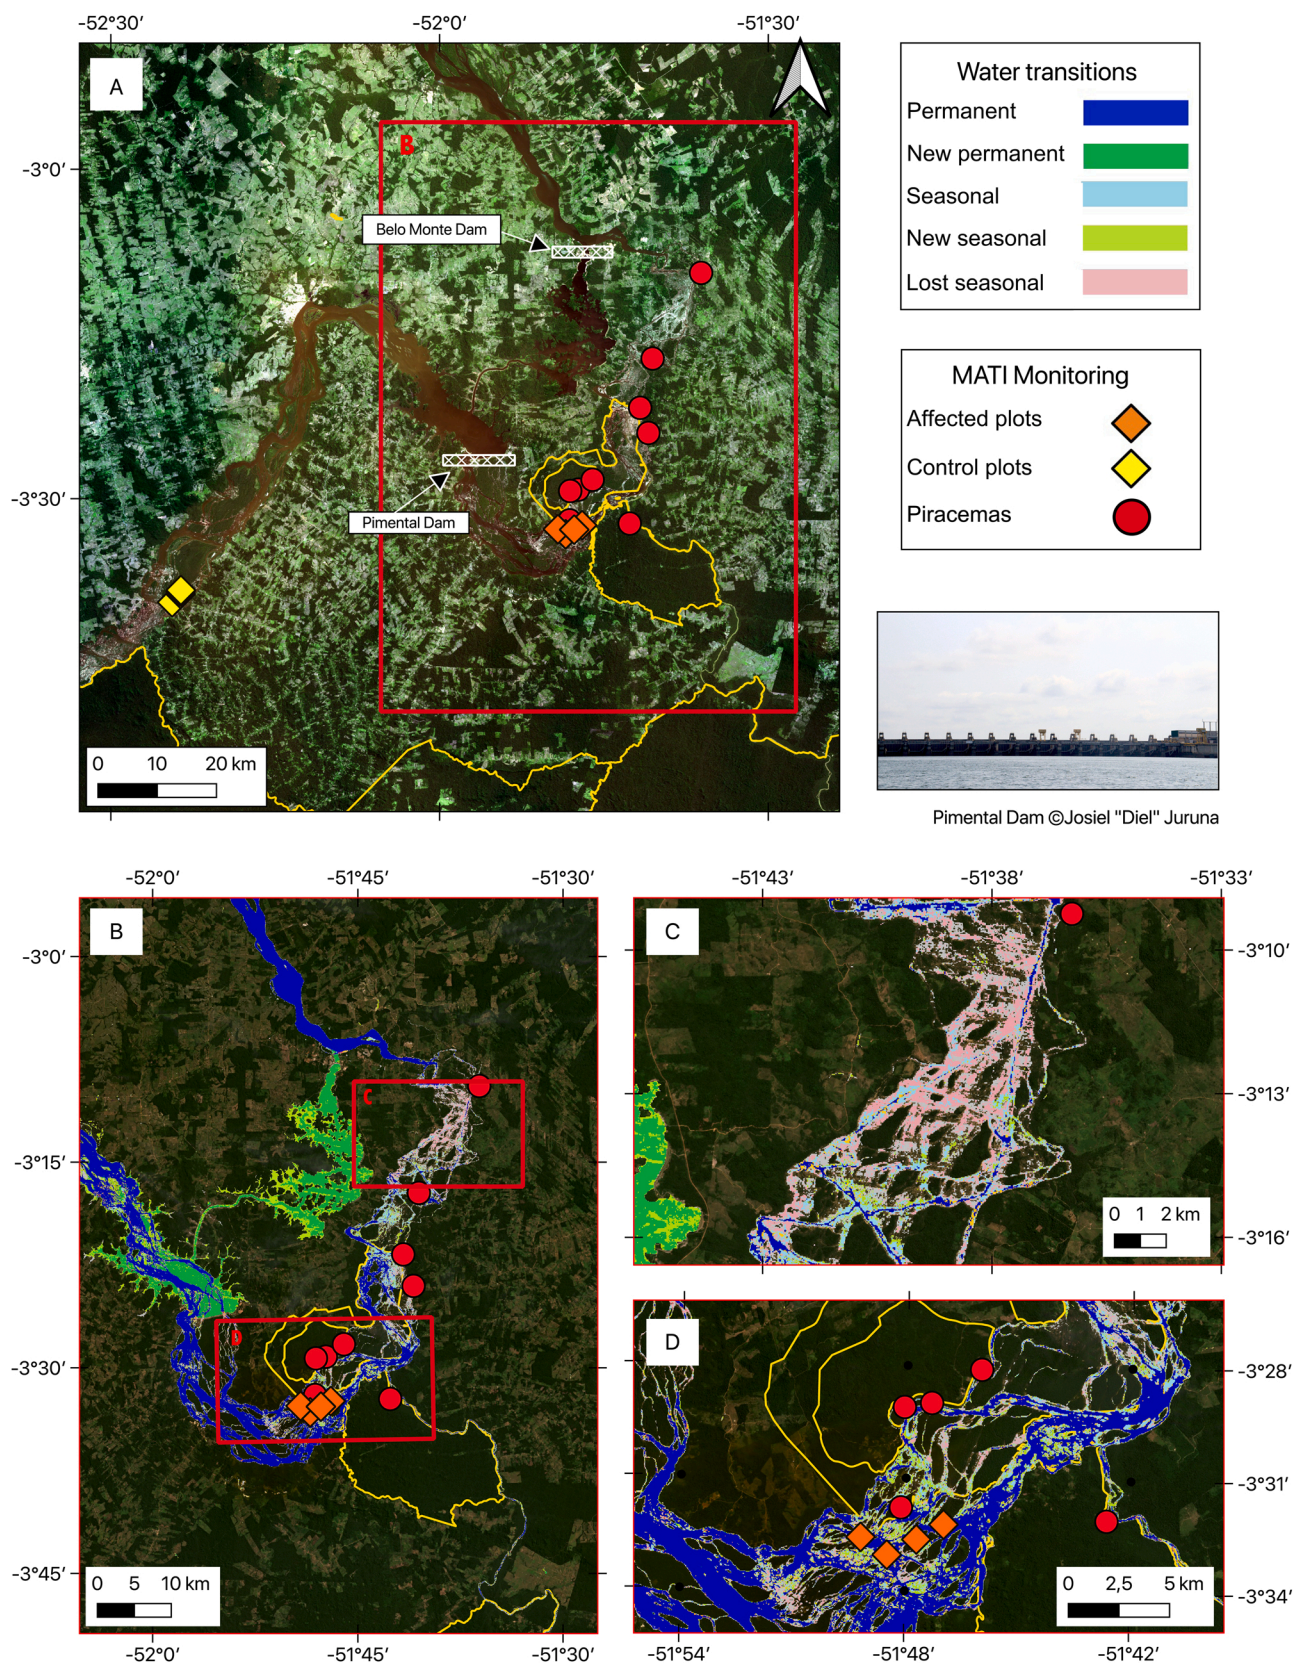 -52°30′ -52°0′ -51°30′
A
B
-3°0′
Belo Monte Dam
-3°30′
Pimental Dam
0 10 20 km
Water transitions
Permanent
New permanent
Seasonal
New seasonal
Lost seasonal
MATI Monitoring
Affected plots
Control plots
Piracemas
Pimental Dam ©Josiel "Diel" Juruna
-52°0′ -51°45′ -51°30′
B
-3°0′
C
-3°15′
D
-3°30′
-3°45′
0 5 10 km
-52°0′ -51°45′ -51°30′
-51°43′ -51°38′ -51°33′
C
-3°10′
-3°13′
0 1 2 km
-3°16′
D
-3°28′
-3°31′
0 2,5 5 km
-3°34′
-51°54′ -51°48′ -51°42′